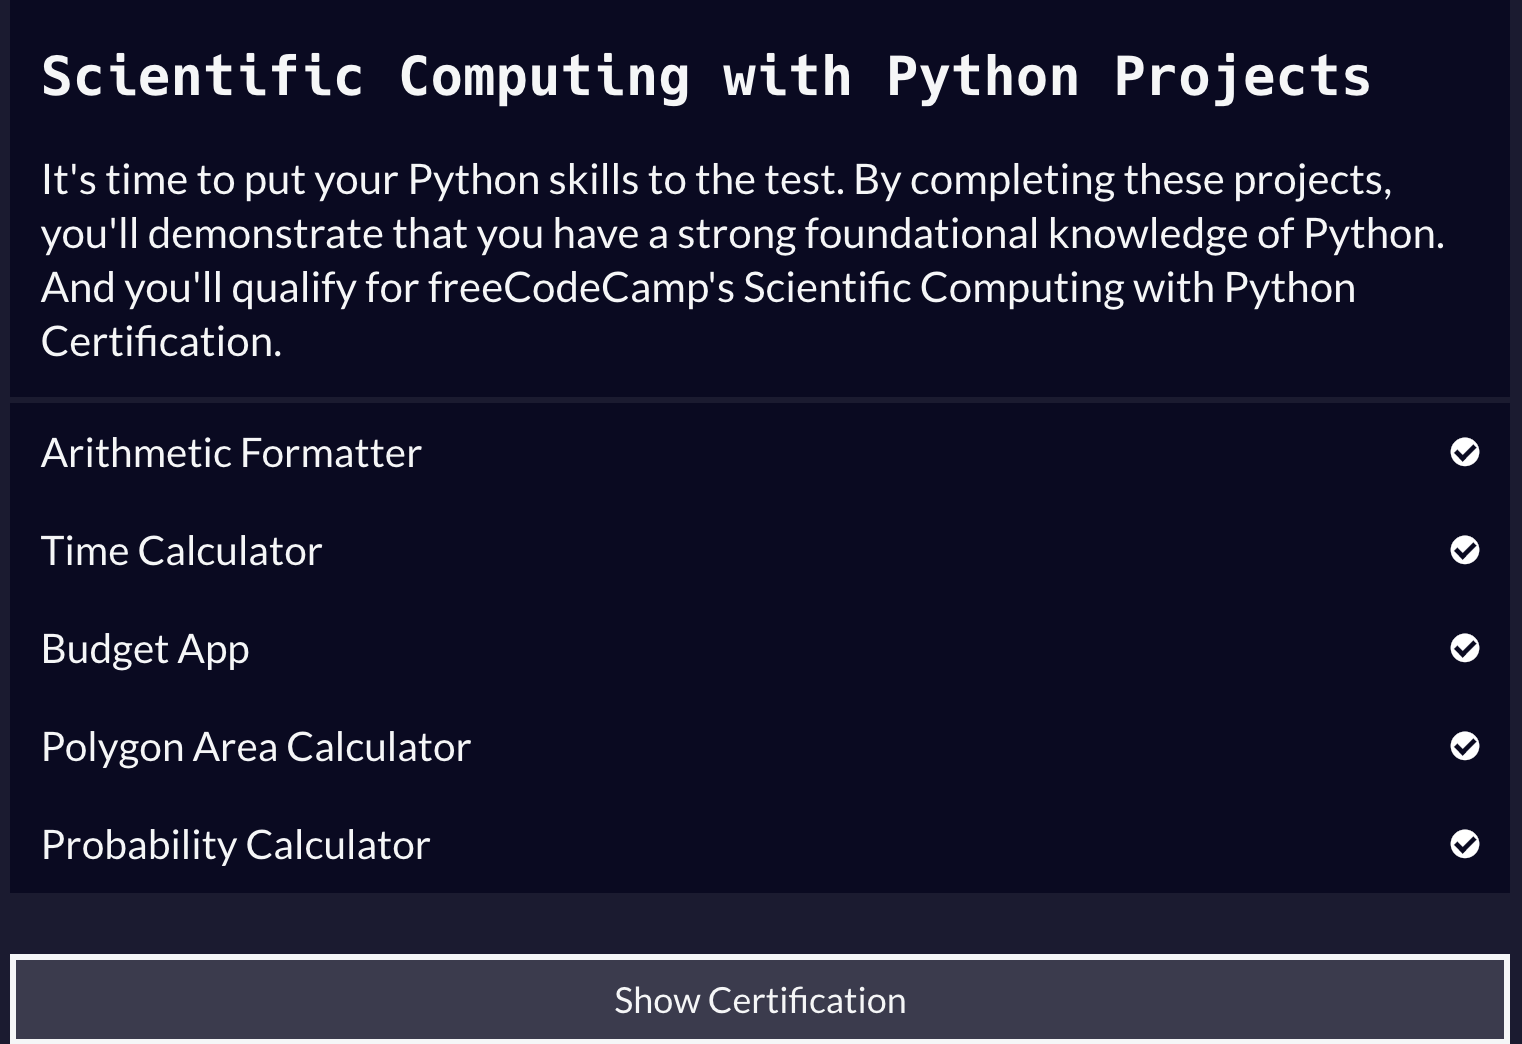 Scientific Computing with Python Projects
It's time to put your Python skills to the test. By completing these projects,
you'll demonstrate that you have a strong foundational knowledge of Python.
And you'll qualify for freeCodeCamp's Scientific Computing with Python
Certification.
Arithmetic Formatter
Time Calculator
Budget App
Polygon Area Calculator
Probability Calculator
Show Certification